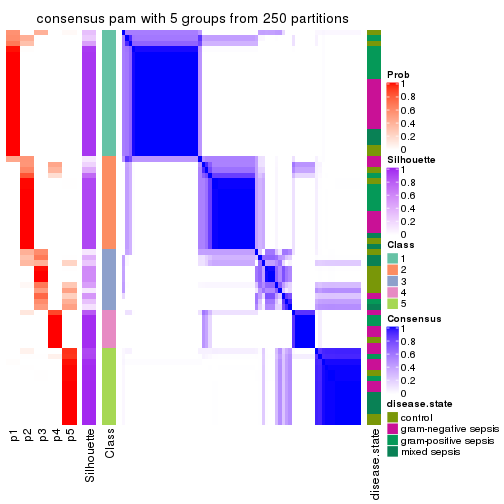 consensus pam with 5 groups from 250 partitions
Prob
1
0.8
0.6
0.4
0.2
0
Silhouette
1
0.8
0.6
0.4
0.2
0
Class
1
2
3
4
5
Consensus
1
0.8
0.6
0.4
0.2
0
disease.state
control
gram-negative sepsis
gram-positive sepsis
mixed sepsis
p1
p2
p3
p4
p5
Silhouette
Class
disease.state